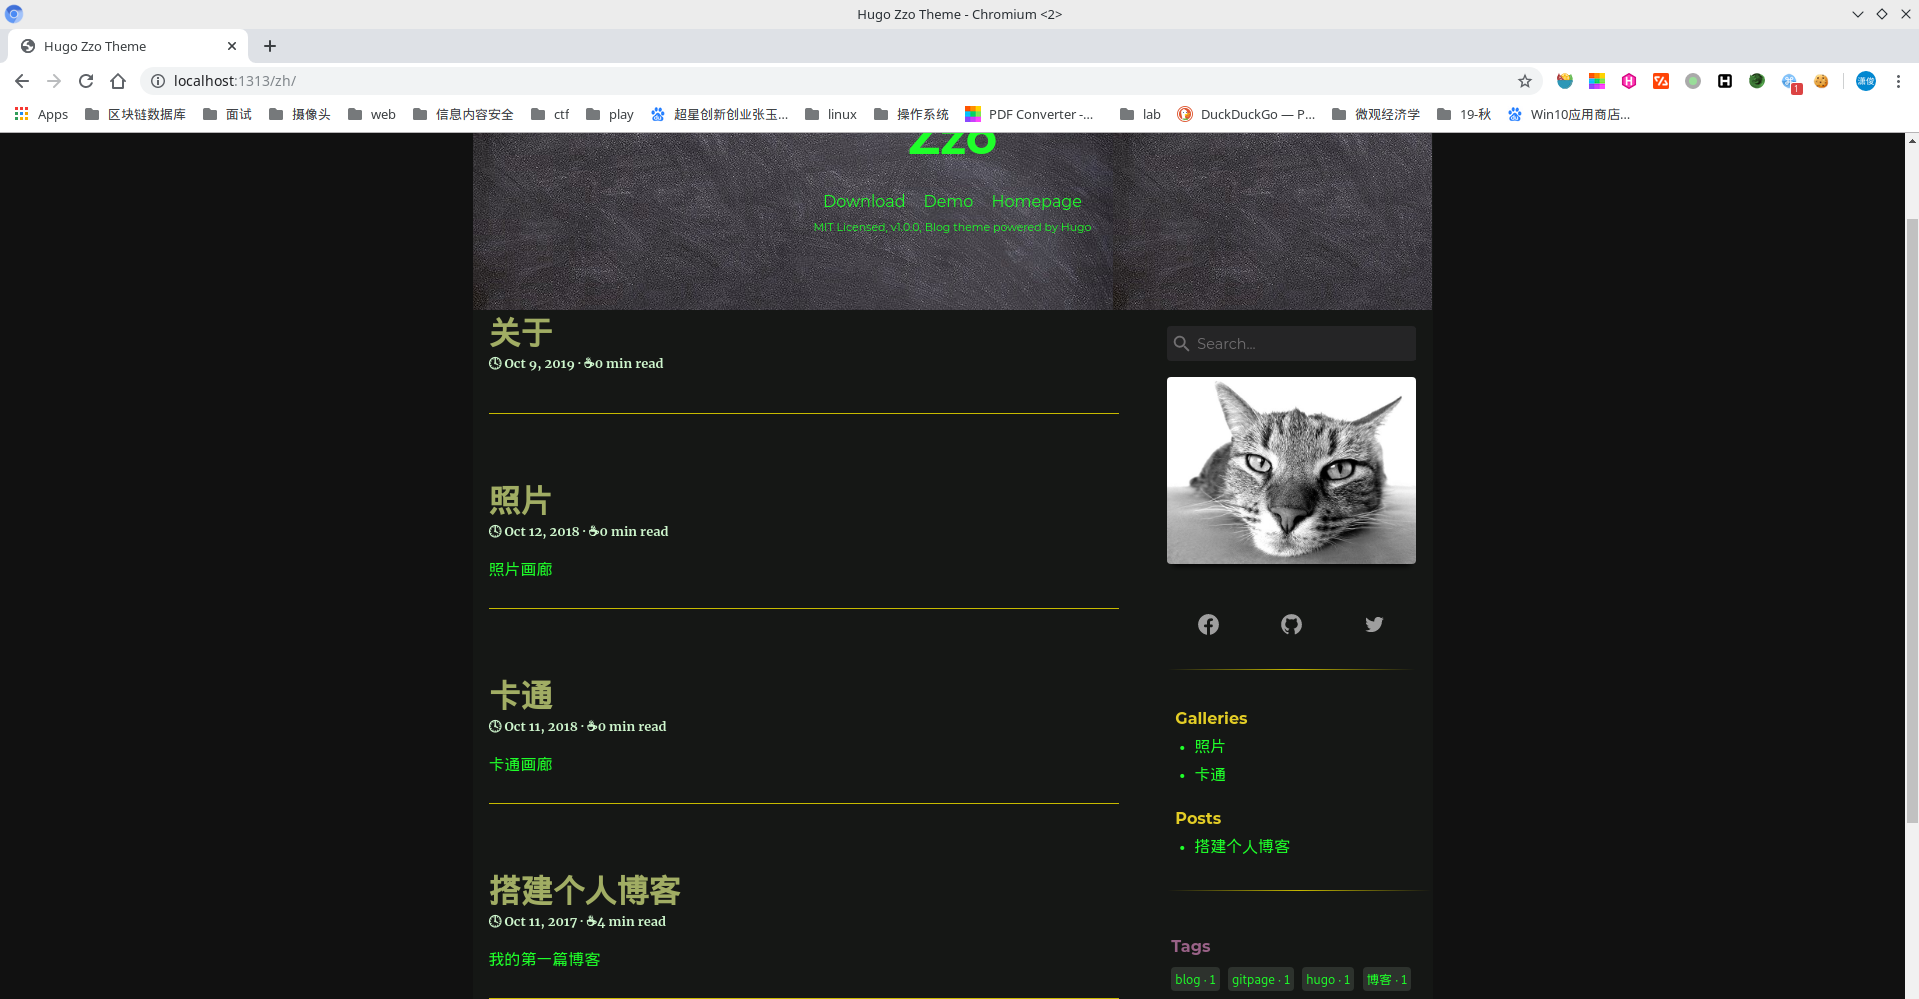 Hugo Zzo Theme - Chromium <2>
Hugo Zzo Theme
localhost:1313/zh/
1
潇俊
Apps 区块链数据库 面试 摄像头 web 信息内容安全 ctf play 超星创新创业张玉... linux 操作系统 PDF Converter -... lab DuckDuckGo — P... 微观经济学 19-秋 Win10应用商店...
Zzo
Download Demo Homepage
MIT Licensed, v1.0.0, Blog theme powered by Hugo
关于
Oct 9, 2019 · 0 min read
照片
Oct 12, 2018 · 0 min read
照片画廊
卡通
Oct 11, 2018 · 0 min read
卡通画廊
搭建个人博客
Oct 11, 2017 · 4 min read
我的第一篇博客
Search...
Galleries
照片
卡通
Posts
搭建个人博客
Tags
blog · 1 gitpage · 1 hugo · 1 博客 · 1